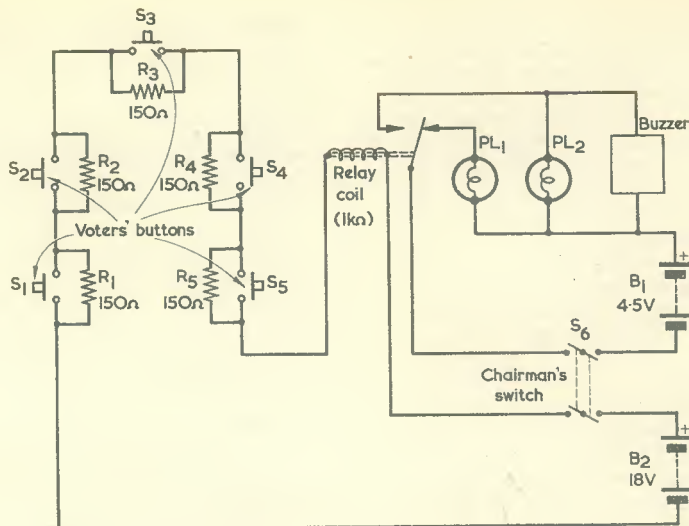 S3
R3
150Ω
S2
R2
150Ω
R4
150Ω
S4
Voters' buttons
S1
R1
150Ω
R5
150Ω
S5
Relay
coil
(1kΩ)
PL1
PL2
Buzzer
+
B1
4·5V
S6
Chairman's
switch
+
B2
18V